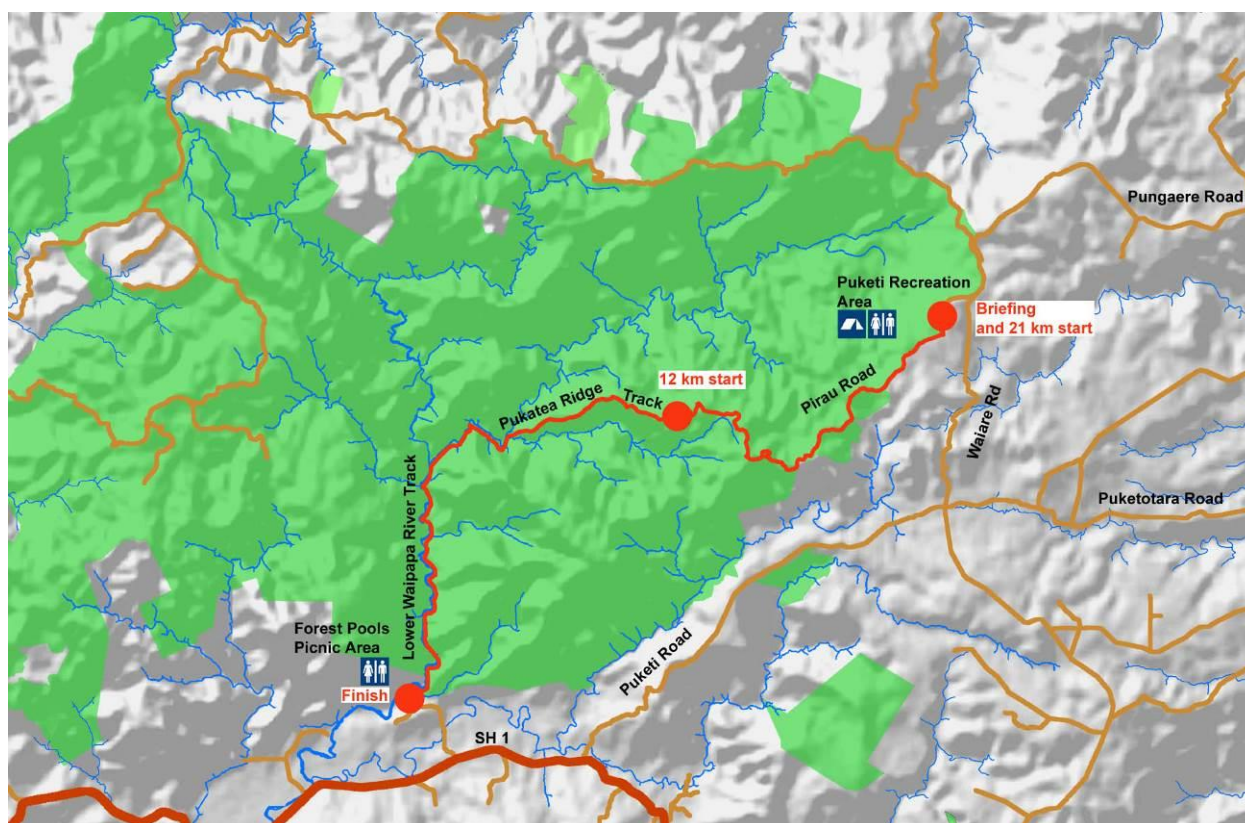 Pungaere Road
Puketi Recreation
Area
Briefing
and 21 km start
12 km start
Pukatea Ridge
Track
Pirau Road
Waiare Rd
Puketotara Road
Lower Waipapa River Track
Forest Pools
Picnic Area
Finish
Puketi Road
SH 1